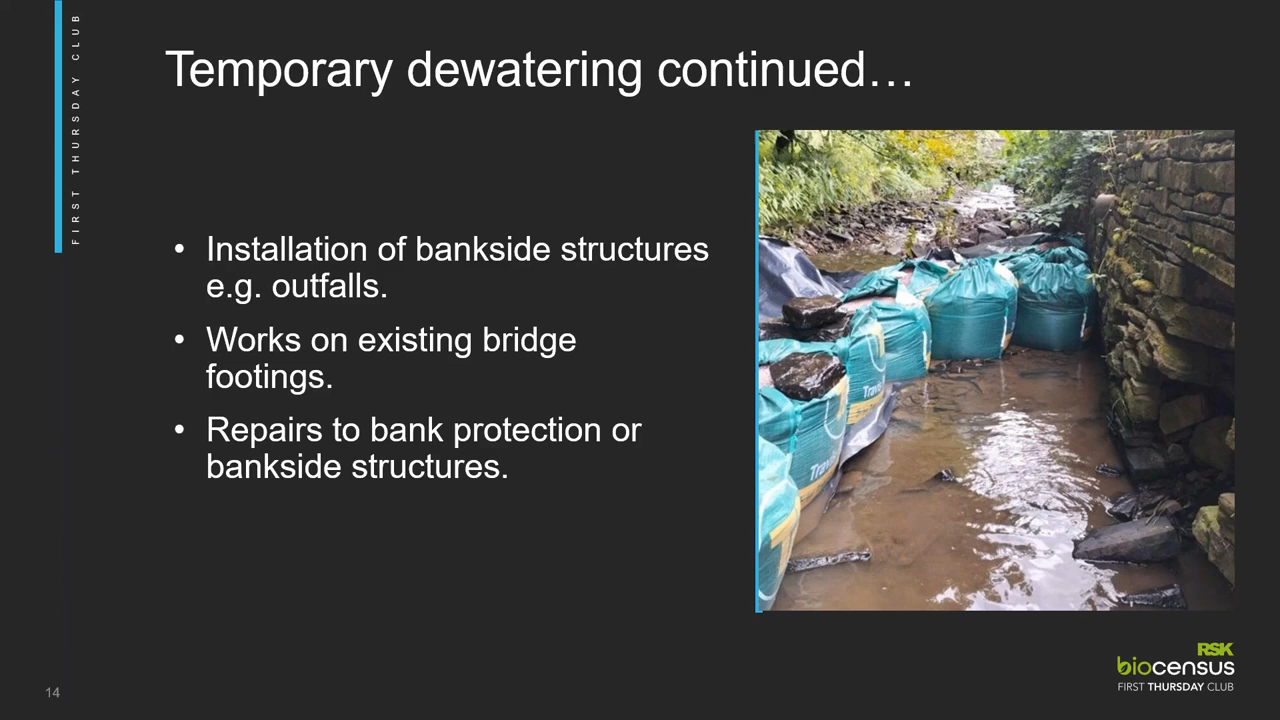 FIRST THURSDAY CLUB
Temporary dewatering continued…
• Installation of bankside structures
e.g. outfalls.
• Works on existing bridge
footings.
• Repairs to bank protection or
bankside structures.
14
RSK
biocensus
FIRST THURSDAY CLUB